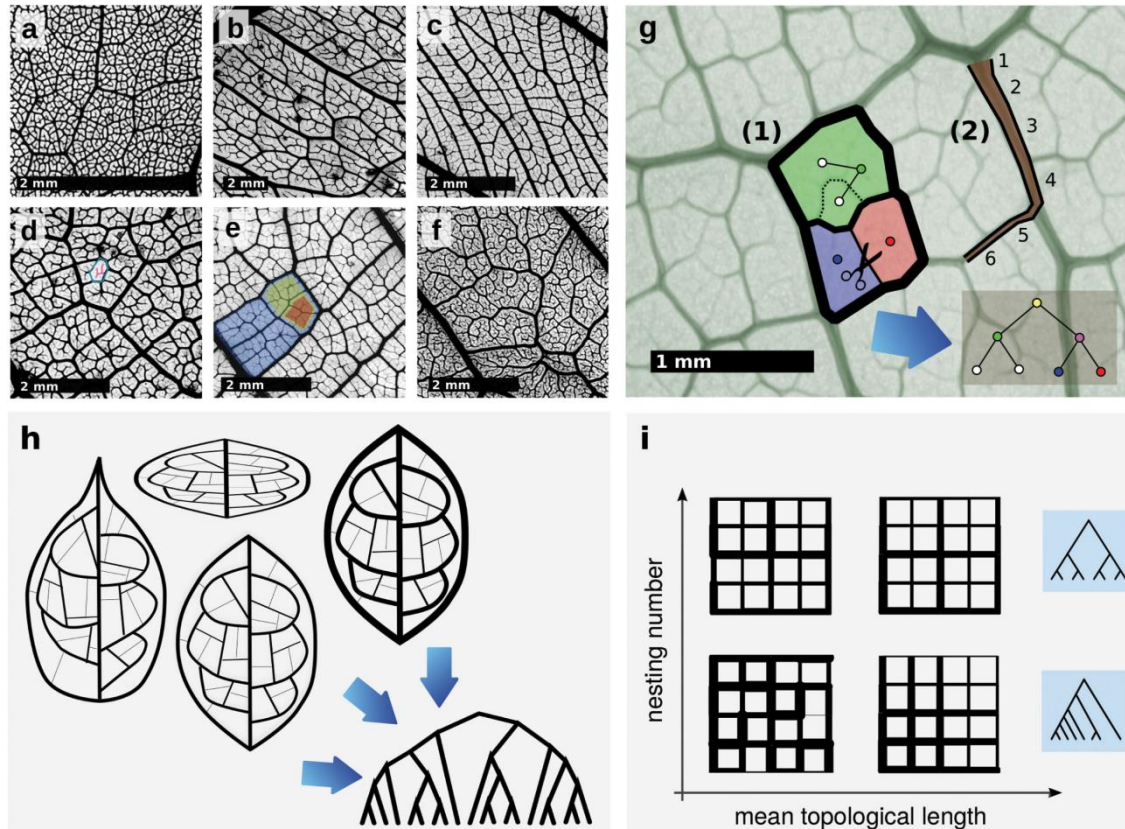 a
2 mm
b
2 mm
c
2 mm
d
2 mm
e
2 mm
f
2 mm
g
(1)
(2)
1
2
3
4
5
6
1 mm
h
i
nesting number
mean topological length